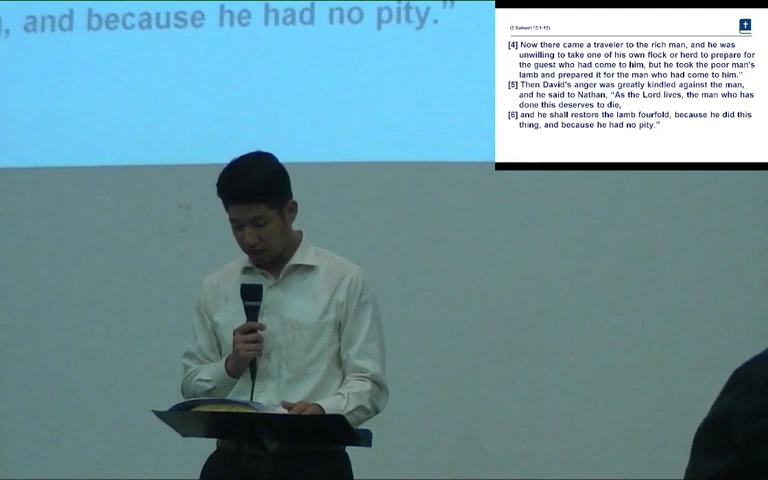 , and because he had no pity."
(2 Samuel 12:1-15)
[4] Now there came a traveler to the rich man, and he was
unwilling to take one of his own flock or herd to prepare for
the guest who had come to him, but he took the poor man's
lamb and prepared it for the man who had come to him."
[5] Then David's anger was greatly kindled against the man,
and he said to Nathan, "As the Lord lives, the man who has
done this deserves to die,
[6] and he shall restore the lamb fourfold, because he did this
thing, and because he had no pity."